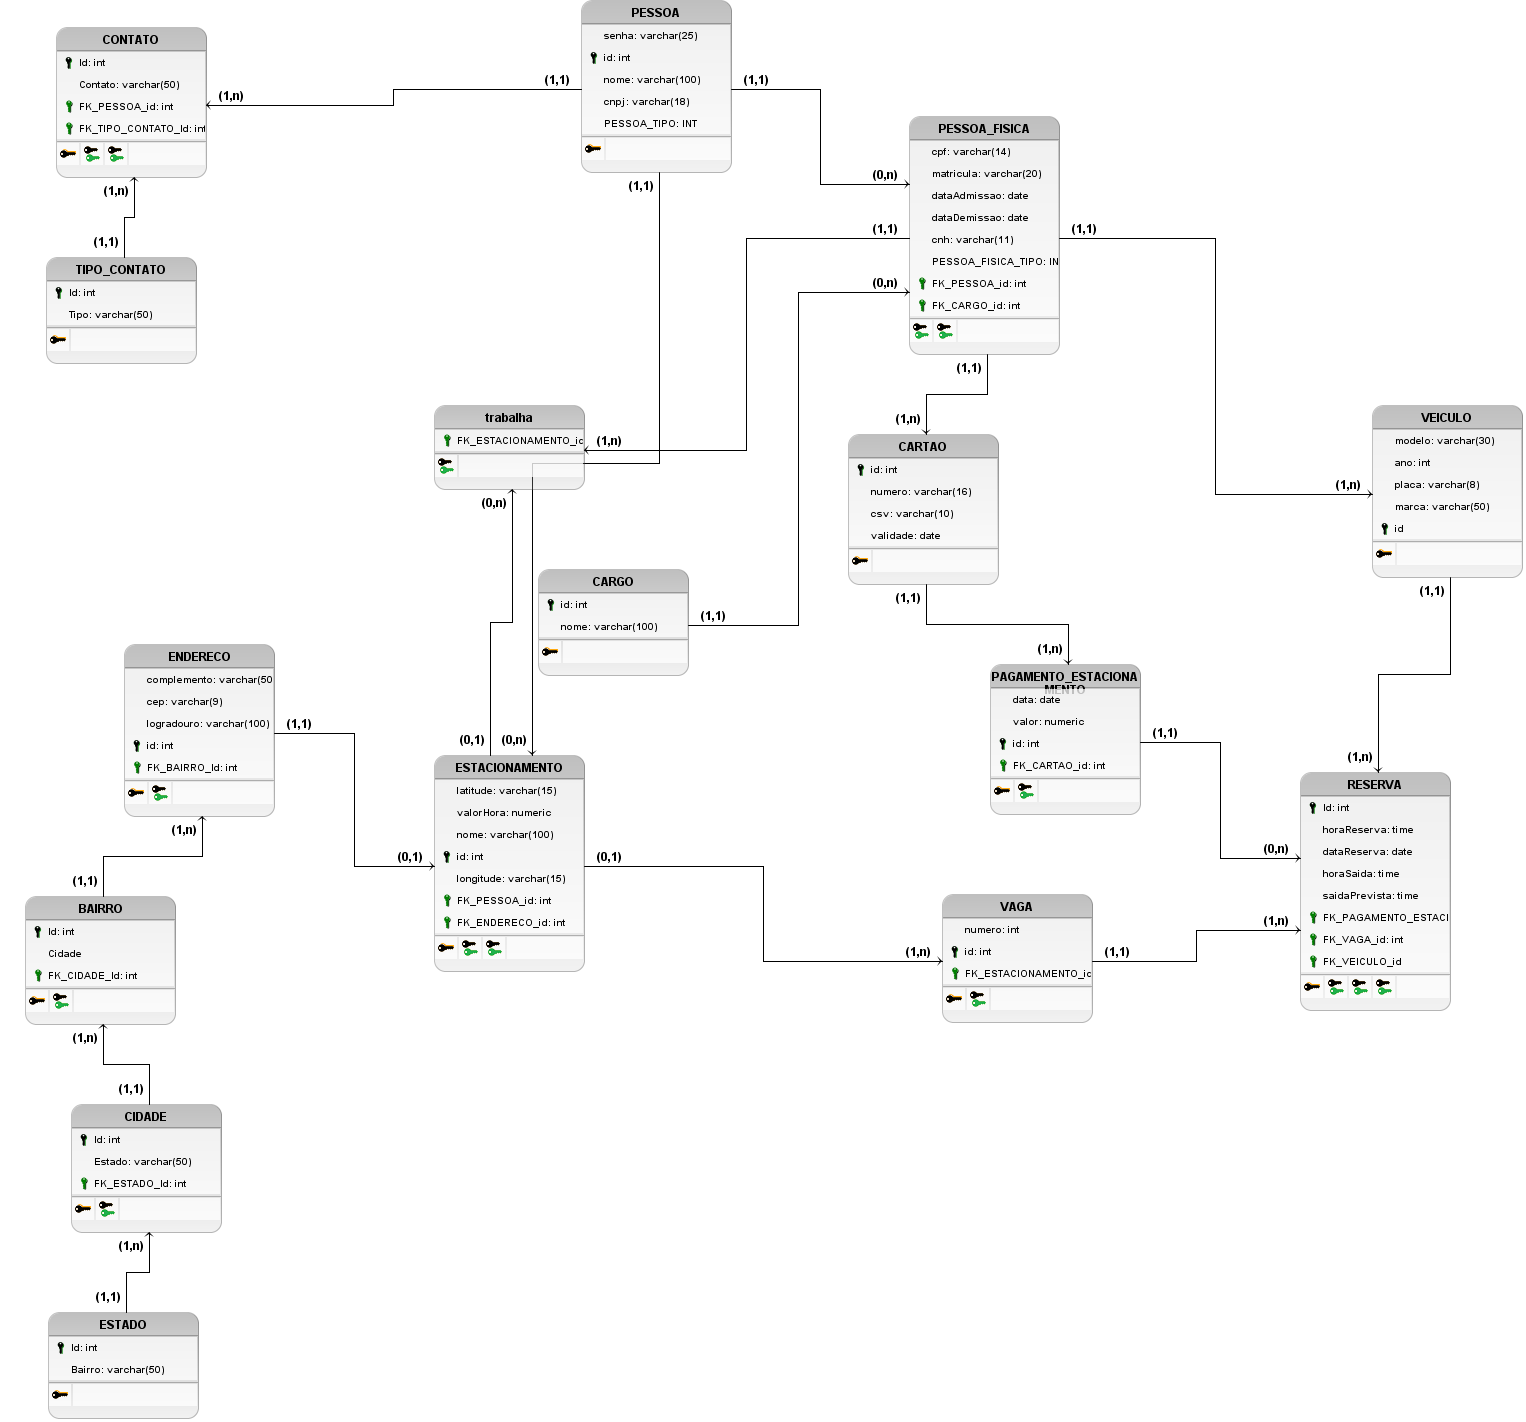 PESSOA
senha: varchar(25)
id: int
nome: varchar(100)
cnpj: varchar(18)
PESSOA_TIPO: INT
(1,1)
(1,1)
(1,1)
CONTATO
Id: int
Contato: varchar(50)
FK_PESSOA_id: int
FK_TIPO_CONTATO_Id: int
(1,n)
(1,n)
(1,1)
TIPO_CONTATO
Id: int
Tipo: varchar(50)
PESSOA_FISICA
cpf: varchar(14)
matricula: varchar(20)
dataAdmissao: date
dataDemissao: date
cnh: varchar(11)
PESSOA_FISICA_TIPO: IN
FK_PESSOA_id: int
FK_CARGO_id: int
(0,n)
(1,1)
(1,1)
(0,n)
(1,1)
trabalha
FK_ESTACIONAMENTO_id
(1,n)
(0,n)
(1,n)
CARTAO
id: int
numero: varchar(16)
csv: varchar(10)
validade: date
(1,1)
VEICULO
modelo: varchar(30)
ano: int
placa: varchar(8)
marca: varchar(50)
id
(1,n)
(1,1)
CARGO
id: int
nome: varchar(100)
(1,1)
ENDERECO
complemento: varchar(50
cep: varchar(9)
logradouro: varchar(100)
id: int
FK_BAIRRO_Id: int
(1,1)
(1,n)
(1,n)
PAGAMENTO_ESTACIONA
MENTO
data: date
valor: numeric
id: int
FK_CARTAO_id: int
(1,1)
(0,1)
(0,n)
ESTACIONAMENTO
latitude: varchar(15)
valorHora: numeric
nome: varchar(100)
id: int
longitude: varchar(15)
FK_PESSOA_id: int
FK_ENDERECO_id: int
(0,1)
(0,1)
(1,n)
RESERVA
Id: int
horaReserva: time
dataReserva: date
horaSaida: time
saidaPrevista: time
FK_PAGAMENTO_ESTACI
FK_VAGA_id: int
FK_VEICULO_id
(0,n)
(1,n)
VAGA
numero: int
id: int
FK_ESTACIONAMENTO_id
(1,n)
(1,1)
(1,1)
BAIRRO
Id: int
Cidade
FK_CIDADE_Id: int
(1,n)
(1,1)
CIDADE
Id: int
Estado: varchar(50)
FK_ESTADO_Id: int
(1,n)
(1,1)
ESTADO
Id: int
Bairro: varchar(50)